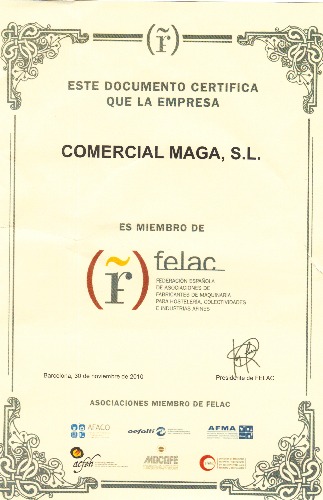 (r̃)
ESTE DOCUMENTO CERTIFICA
QUE LA EMPRESA
COMERCIAL MAGA, S.L.
ES MIEMBRO DE
(r̃) felac
FEDERACIÓN ESPAÑOLA
DE ASOCIACIONES DE
FABRICANTES DE MAQUINARIA
PARA HOSTELERÍA, COLECTIVIDADES
E INDUSTRIAS AFINES
Barcelona, 30 de noviembre de 2010
Presidente de FELAC
ASOCIACIONES MIEMBRO DE FELAC
AFACO
aefalti
AFMA
acfsh
MOCOFE